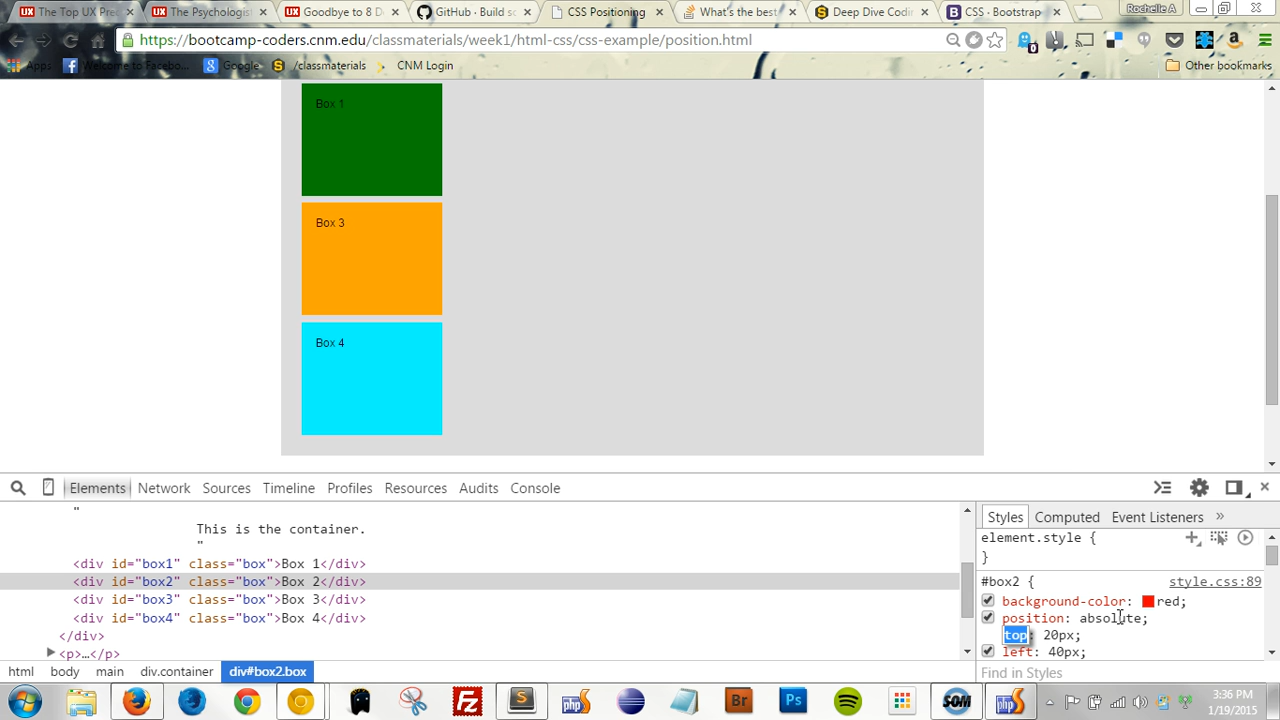 The Top UX Pre
The Psychologis
Goodbye to 8 D
GitHub · Build so
CSS Positioning
What's the best
Deep Dive Codin
CSS · Bootstrap
Rochelle A
https://bootcamp-coders.cnm.edu/classmaterials/week1/html-css/css-example/position.html
Apps
Welcome to Facebo...
Google
/classmaterials
CNM Login
Other bookmarks
Box 1
Box 3
Box 4
Elements Network Sources Timeline Profiles Resources Audits Console
"
This is the container.
"
<div id="box1" class="box">Box 1</div>
<div id="box2" class="box">Box 2</div>
<div id="box3" class="box">Box 3</div>
<div id="box4" class="box">Box 4</div>
</div>
<p>…</p>
html body main div.container div#box2.box
Styles Computed Event Listeners »
element.style {
}
#box2 { style.css:89
background-color: red;
position: absolute;
top: 20px;
left: 40px;
Find in Styles
3:36 PM
1/19/2015